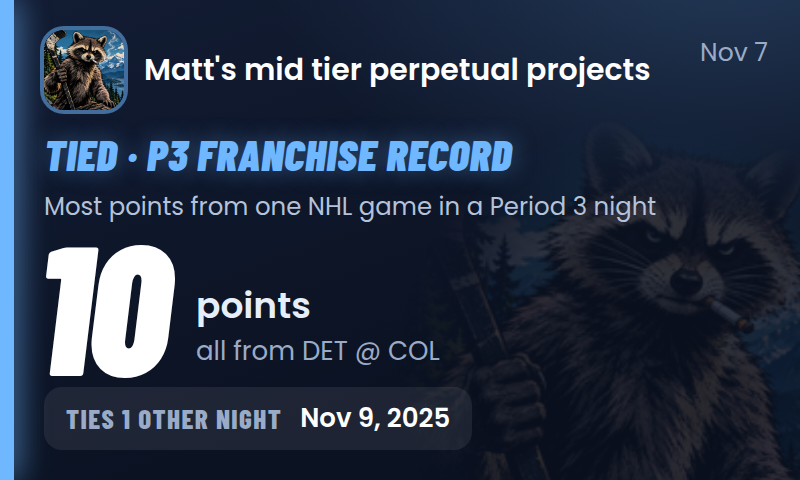 Matt's mid tier perpetual projects
Nov 7
TIED · P3 FRANCHISE RECORD
Most points from one NHL game in a Period 3 night
10
points
all from DET @ COL
TIES 1 OTHER NIGHT Nov 9, 2025